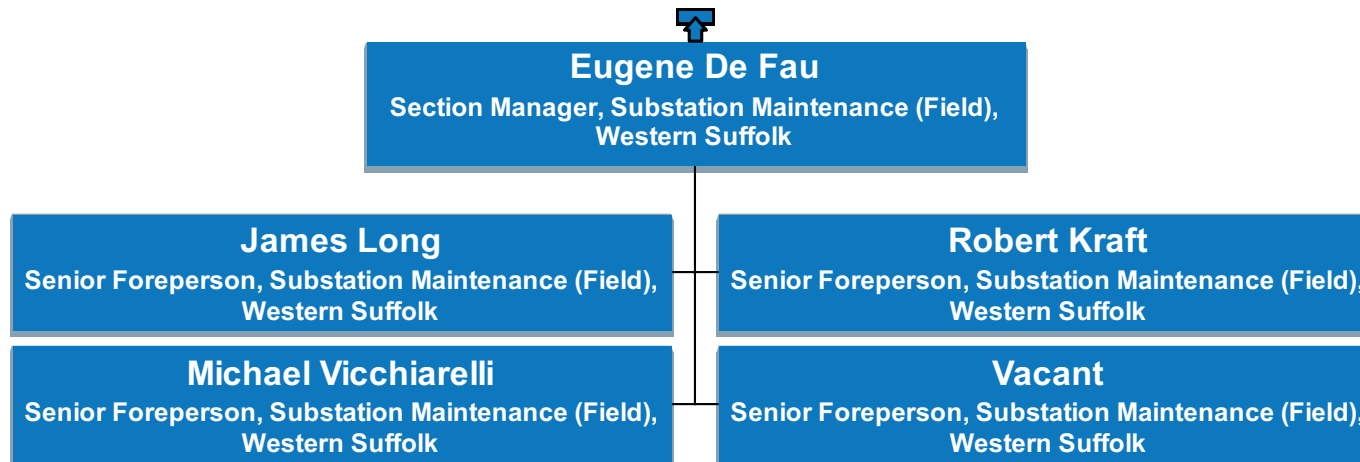 Eugene De Fau
Section Manager, Substation Maintenance (Field),
Western Suffolk
James Long
Senior Foreperson, Substation Maintenance (Field),
Western Suffolk
Robert Kraft
Senior Foreperson, Substation Maintenance (Field),
Western Suffolk
Michael Vicchiarelli
Senior Foreperson, Substation Maintenance (Field),
Western Suffolk
Vacant
Senior Foreperson, Substation Maintenance (Field),
Western Suffolk